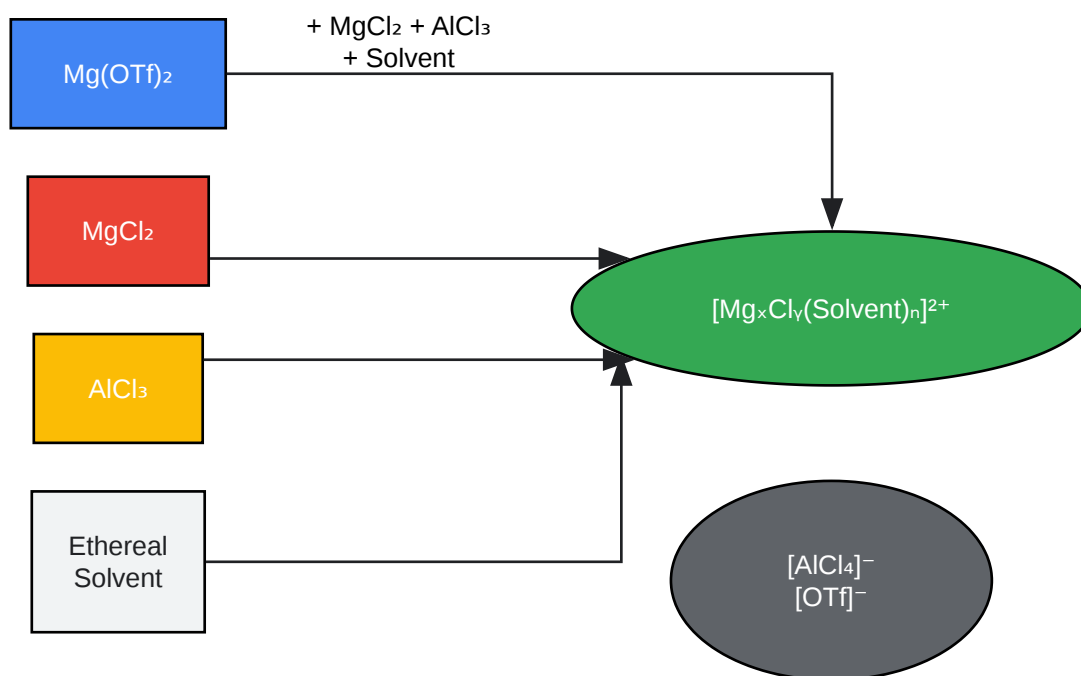 + MgCl₂ + AlCl₃
+ Solvent
Mg(OTf)₂
MgCl₂
[MgₓClᵧ(Solvent)ₙ]²⁺
AlCl₃
Ethereal
Solvent
[AlCl₄]⁻
[OTf]⁻